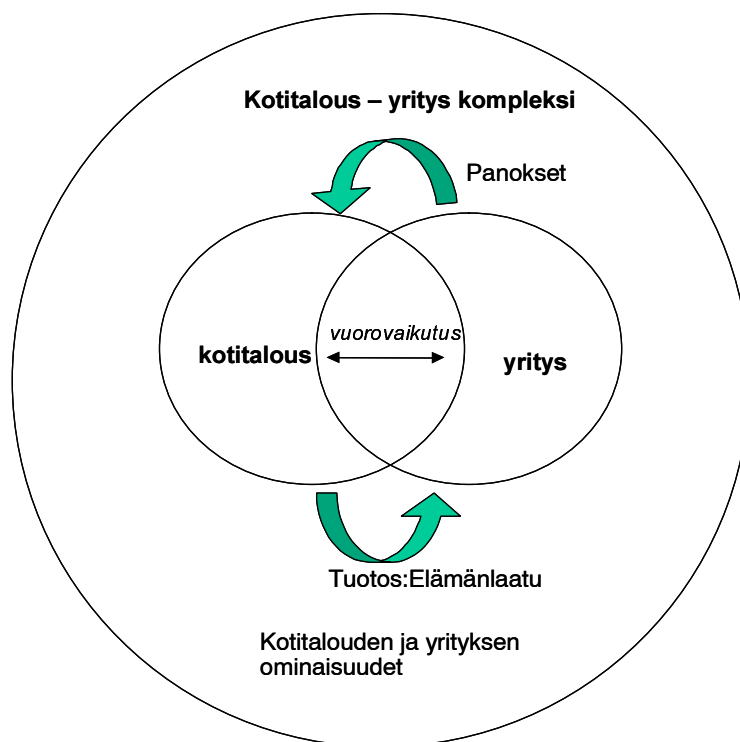 Kotitalous – yritys kompleksi
Panokset
vuorovaikutus
kotitalous
yritys
Tuotos:Elämänlaatu
Kotitalouden ja yrityksen
ominaisuudet